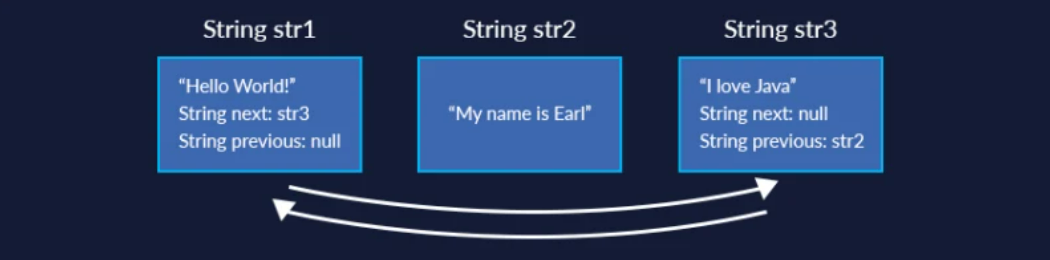 String str1
String str2
String str3
“Hello World!”
String next: str3
String previous: null
“My name is Earl”
“I love Java”
String next: null
String previous: str2